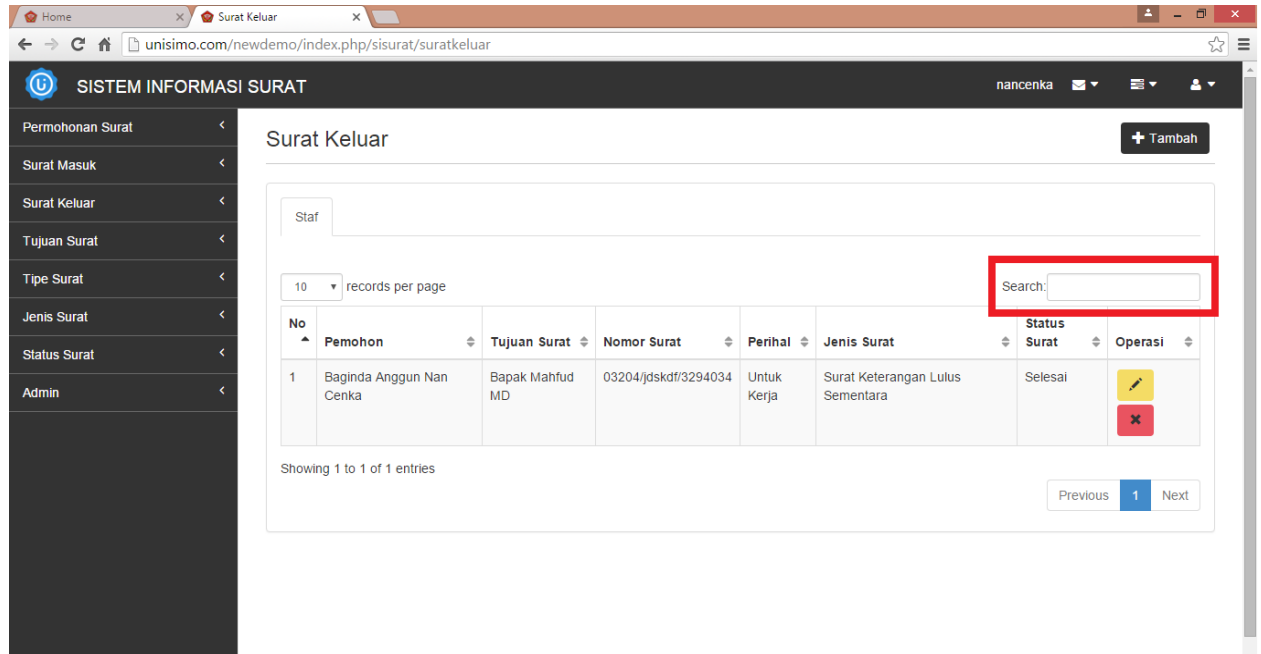 Home
Surat Keluar
unisimo.com/newdemo/index.php/sisurat/suratkeluar
SISTEM INFORMASI SURAT
nancenka
Permohonan Surat
Surat Masuk
Surat Keluar
Tujuan Surat
Tipe Surat
Jenis Surat
Status Surat
Admin
Surat Keluar
Tambah
Staf
10 records per page
Search:
No Pemohon Tujuan Surat Nomor Surat Perihal Jenis Surat Status Surat Operasi
1 Baginda Anggun Nan Cenka Bapak Mahfud MD 03204/jdskdf/3294034 Untuk Kerja Surat Keterangan Lulus Sementara Selesai
Showing 1 to 1 of 1 entries
Previous 1 Next